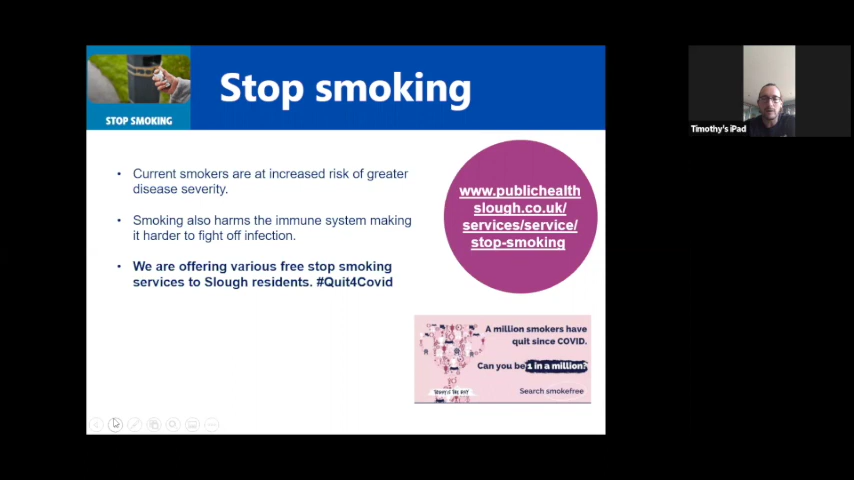 Stop smoking
STOP SMOKING
Timothy's iPad
• Current smokers are at increased risk of greater
disease severity.
• Smoking also harms the immune system making
it harder to fight off infection.
• We are offering various free stop smoking
services to Slough residents. #Quit4Covid
www.publichealth
slough.co.uk/
services/service/
stop-smoking
A million smokers have
quit since COVID.
Can you be 1 in a million?
Search smokefree